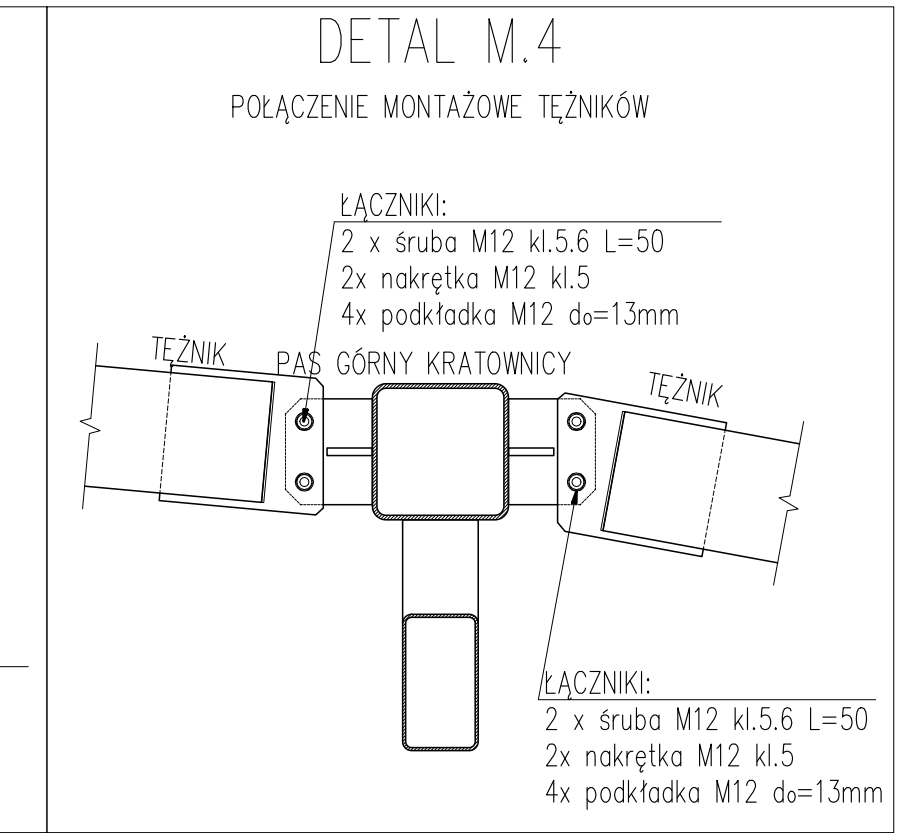 DETAL M.4
POŁĄCZENIE MONTAŻOWE TĘŻNIKÓW
ŁĄCZNIKI:
2 x śruba M12 kl.5.6 L=50
2x nakrętka M12 kl.5
4x podkładka M12 do=13mm
TĘŻNIK
PAS GÓRNY KRATOWNICY
TĘŻNIK
ŁĄCZNIKI:
2 x śruba M12 kl.5.6 L=50
2x nakrętka M12 kl.5
4x podkładka M12 do=13mm